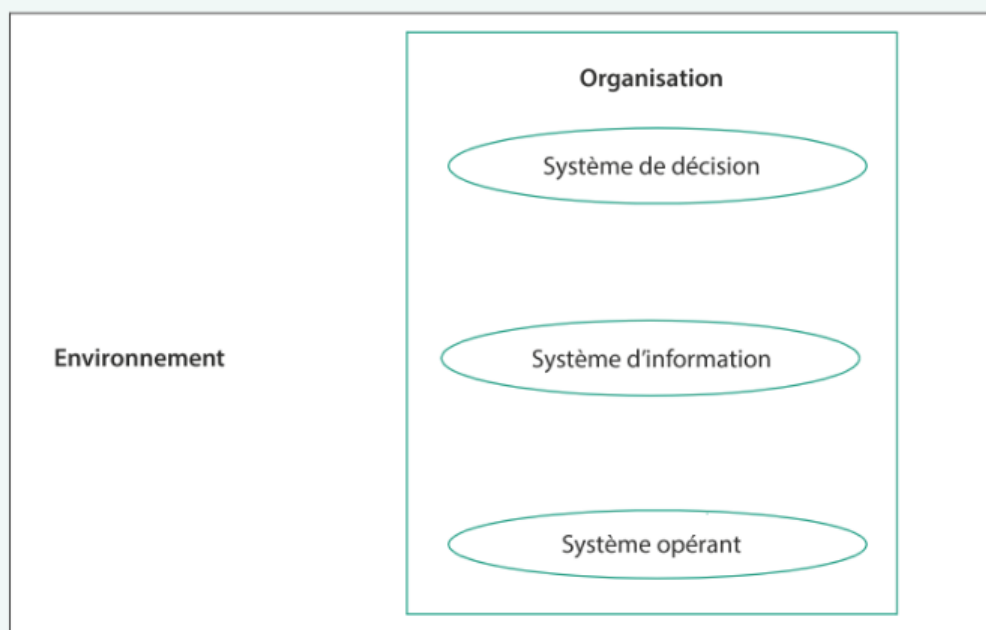 Organisation
Système de décision
Environnement
Système d’information
Système opérant